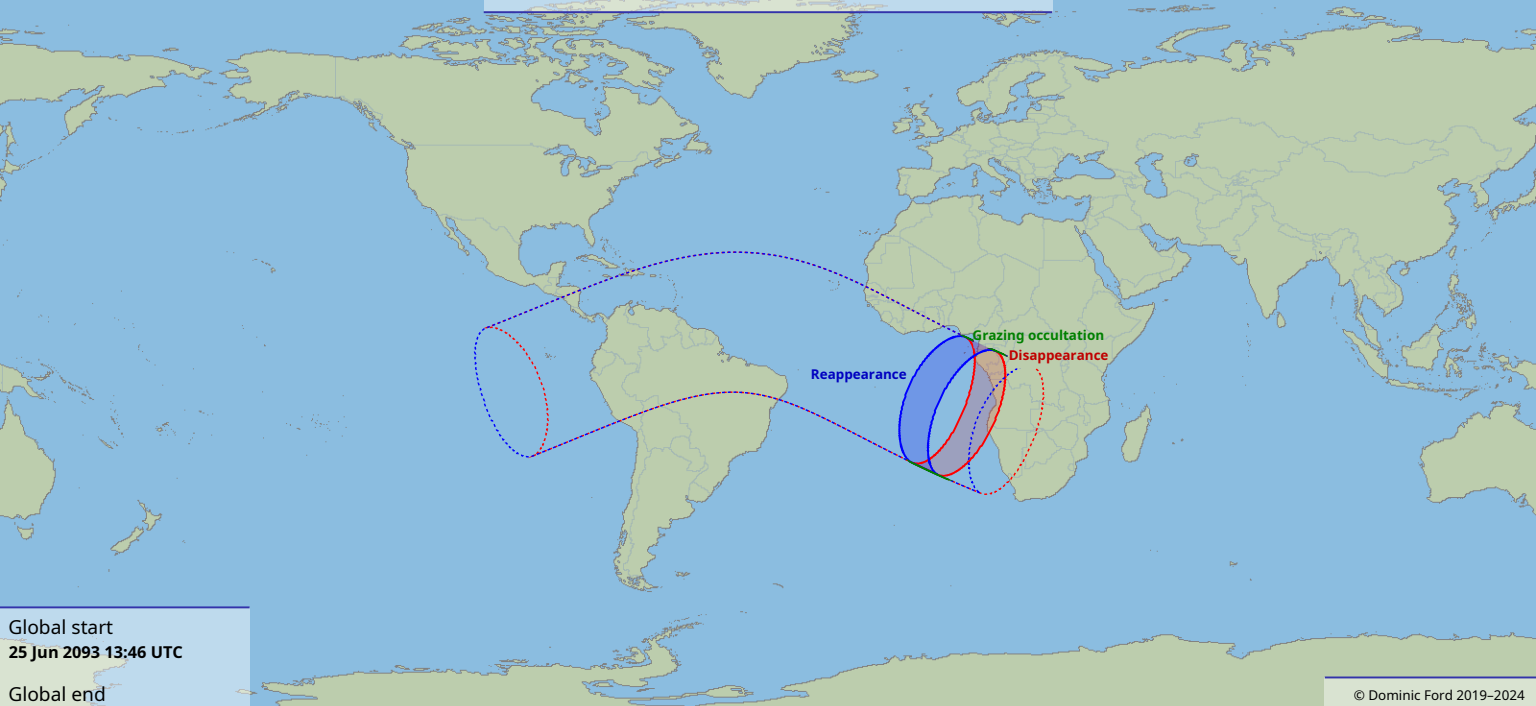 Grazing occultation
Disappearance
Reappearance
Global start
25 Jun 2093 13:46 UTC
Global end
© Dominic Ford 2019–2024